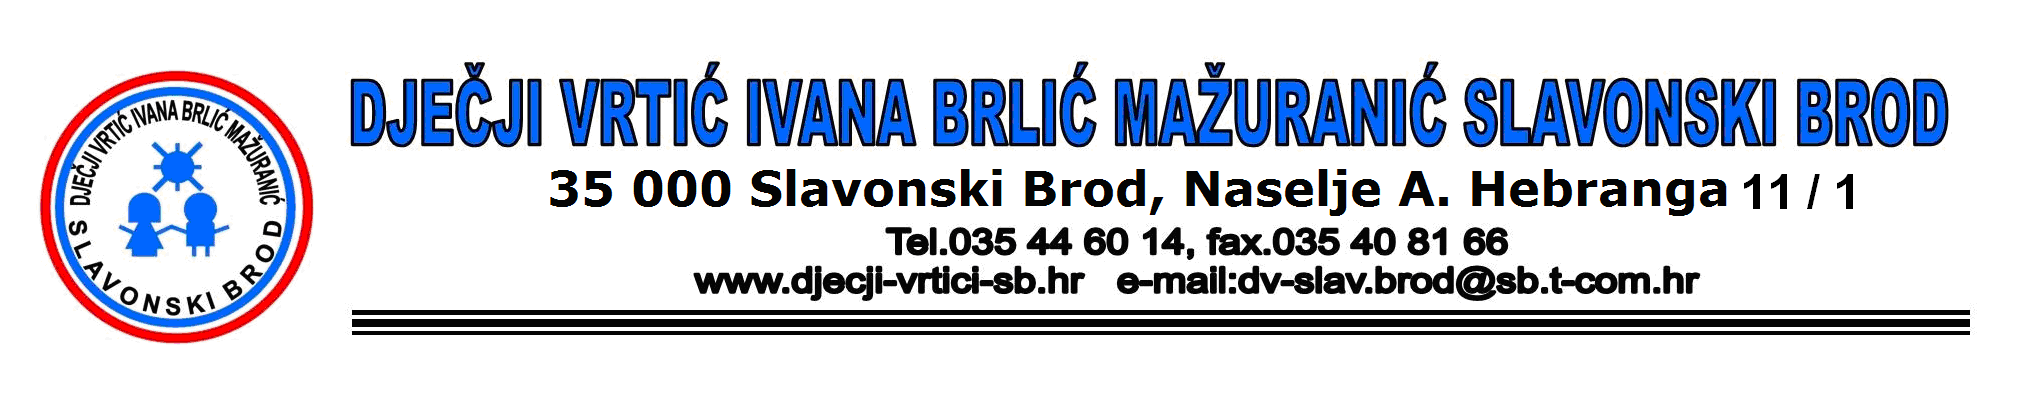 DJEČJI VRTIĆ IVANA BRLIĆ MAŽURANIĆ
SLAVONSKI BROD
DJEČJI VRTIĆ IVANA BRLIĆ MAŽURANIĆ SLAVONSKI BROD
35 000 Slavonski Brod, Naselje A. Hebranga 11 / 1
Tel.035 44 60 14, fax.035 40 81 66
www.djecji-vrtici-sb.hr e-mail:dv-slav.brod@sb.t-com.hr